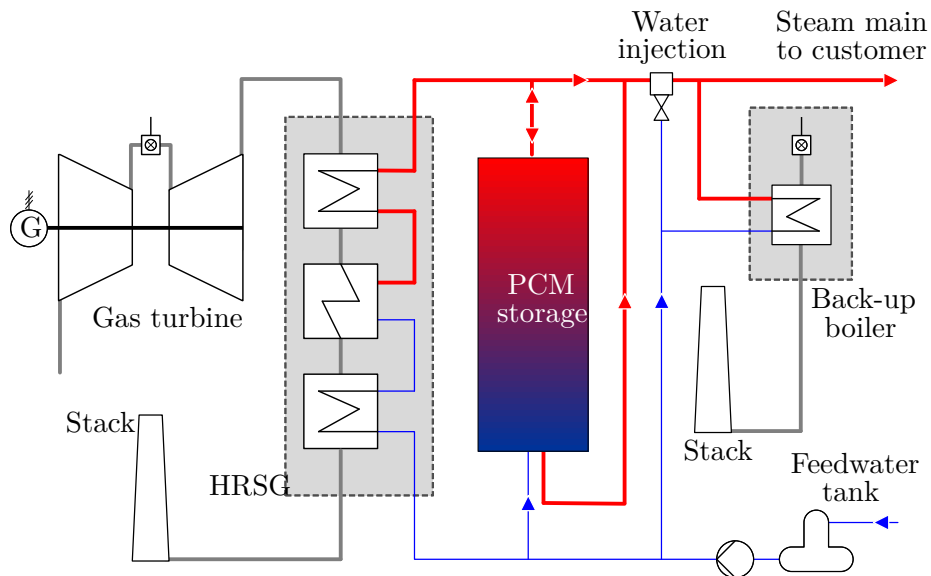 Water
injection
Steam main
to customer
G
Gas turbine
PCM
storage
Back-up
boiler
Stack
HRSG
Stack
Feedwater
tank